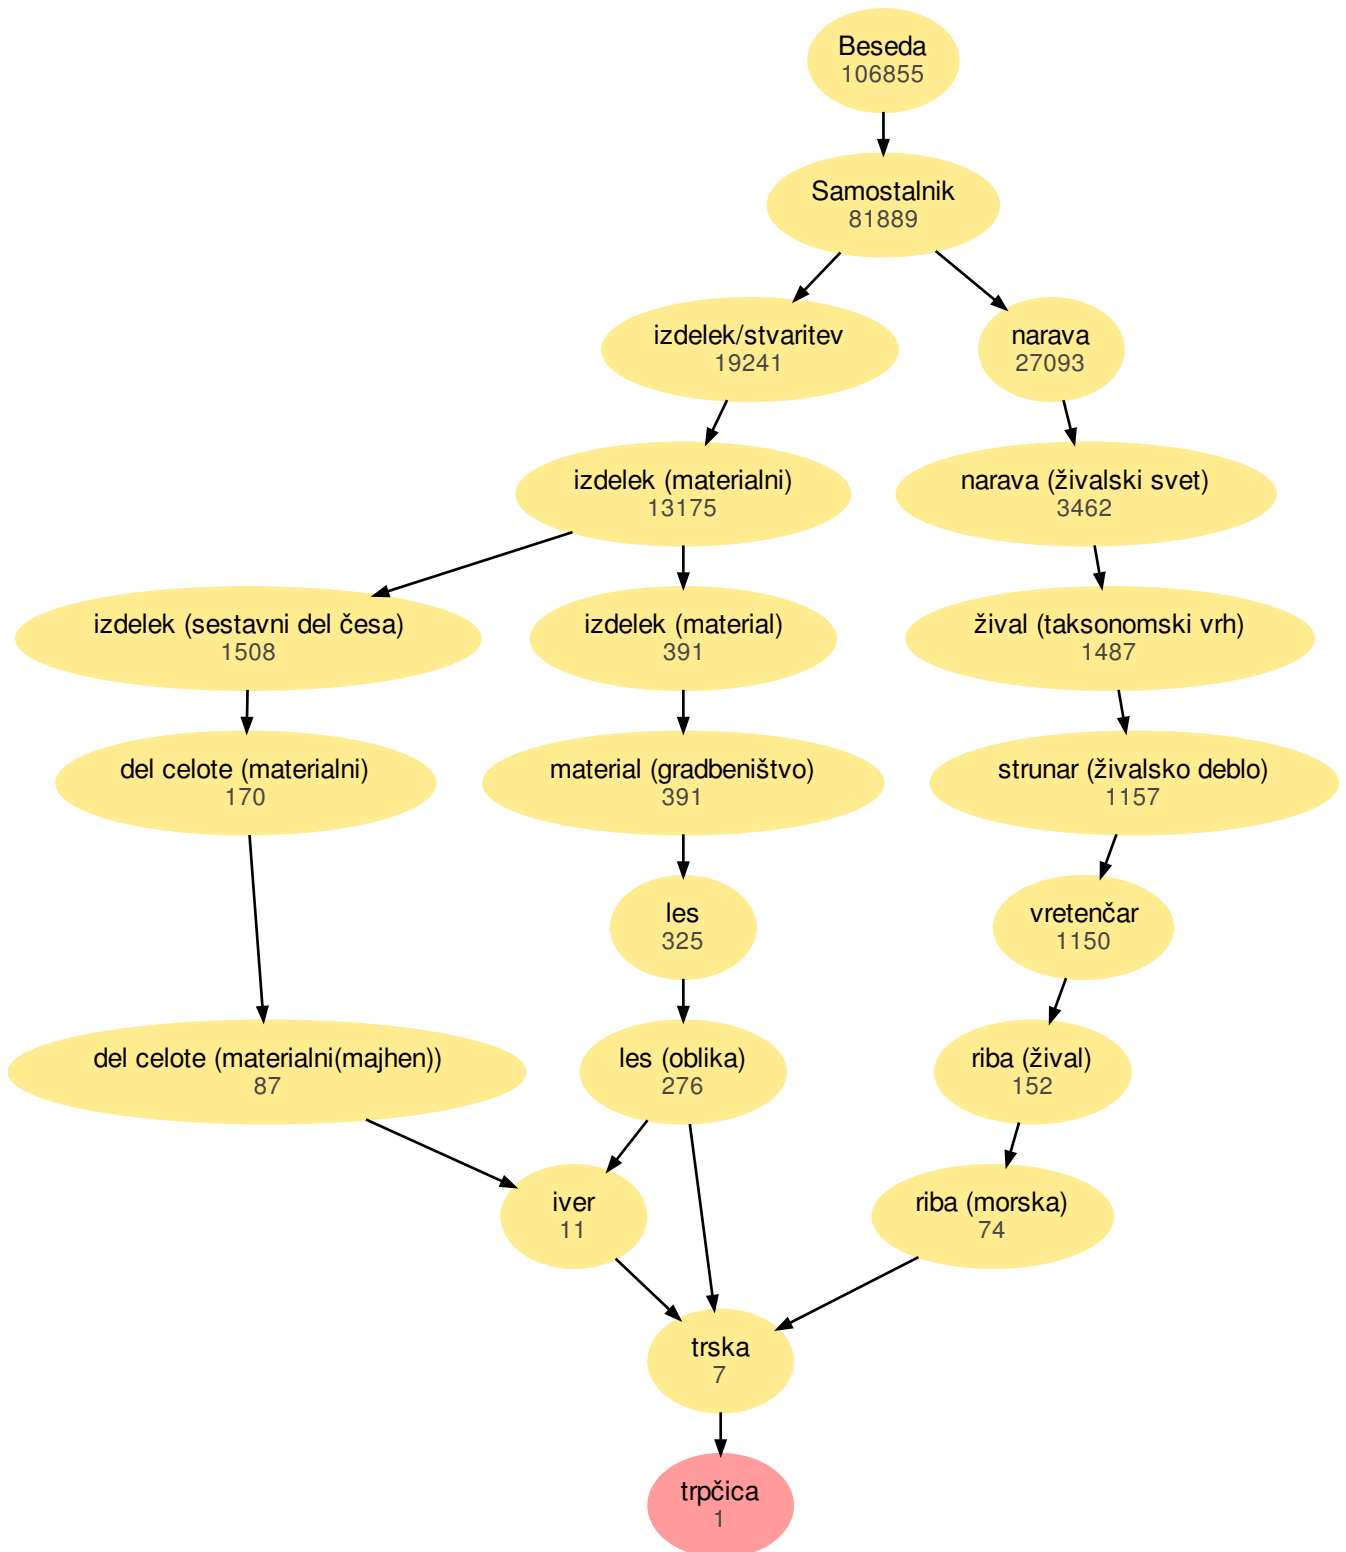 Beseda
106855
Samostalnik
81889
izdelek/stvaritev
19241
narava
27093
izdelek (materialni)
13175
narava (živalski svet)
3462
izdelek (sestavni del česa)
1508
izdelek (material)
391
žival (taksonomski vrh)
1487
del celote (materialni)
170
material (gradbeništvo)
391
strunar (živalsko deblo)
1157
les
325
vretenčar
1150
del celote (materialni(majhen))
87
les (oblika)
276
riba (žival)
152
iver
11
riba (morska)
74
trska
7
trpčica
1